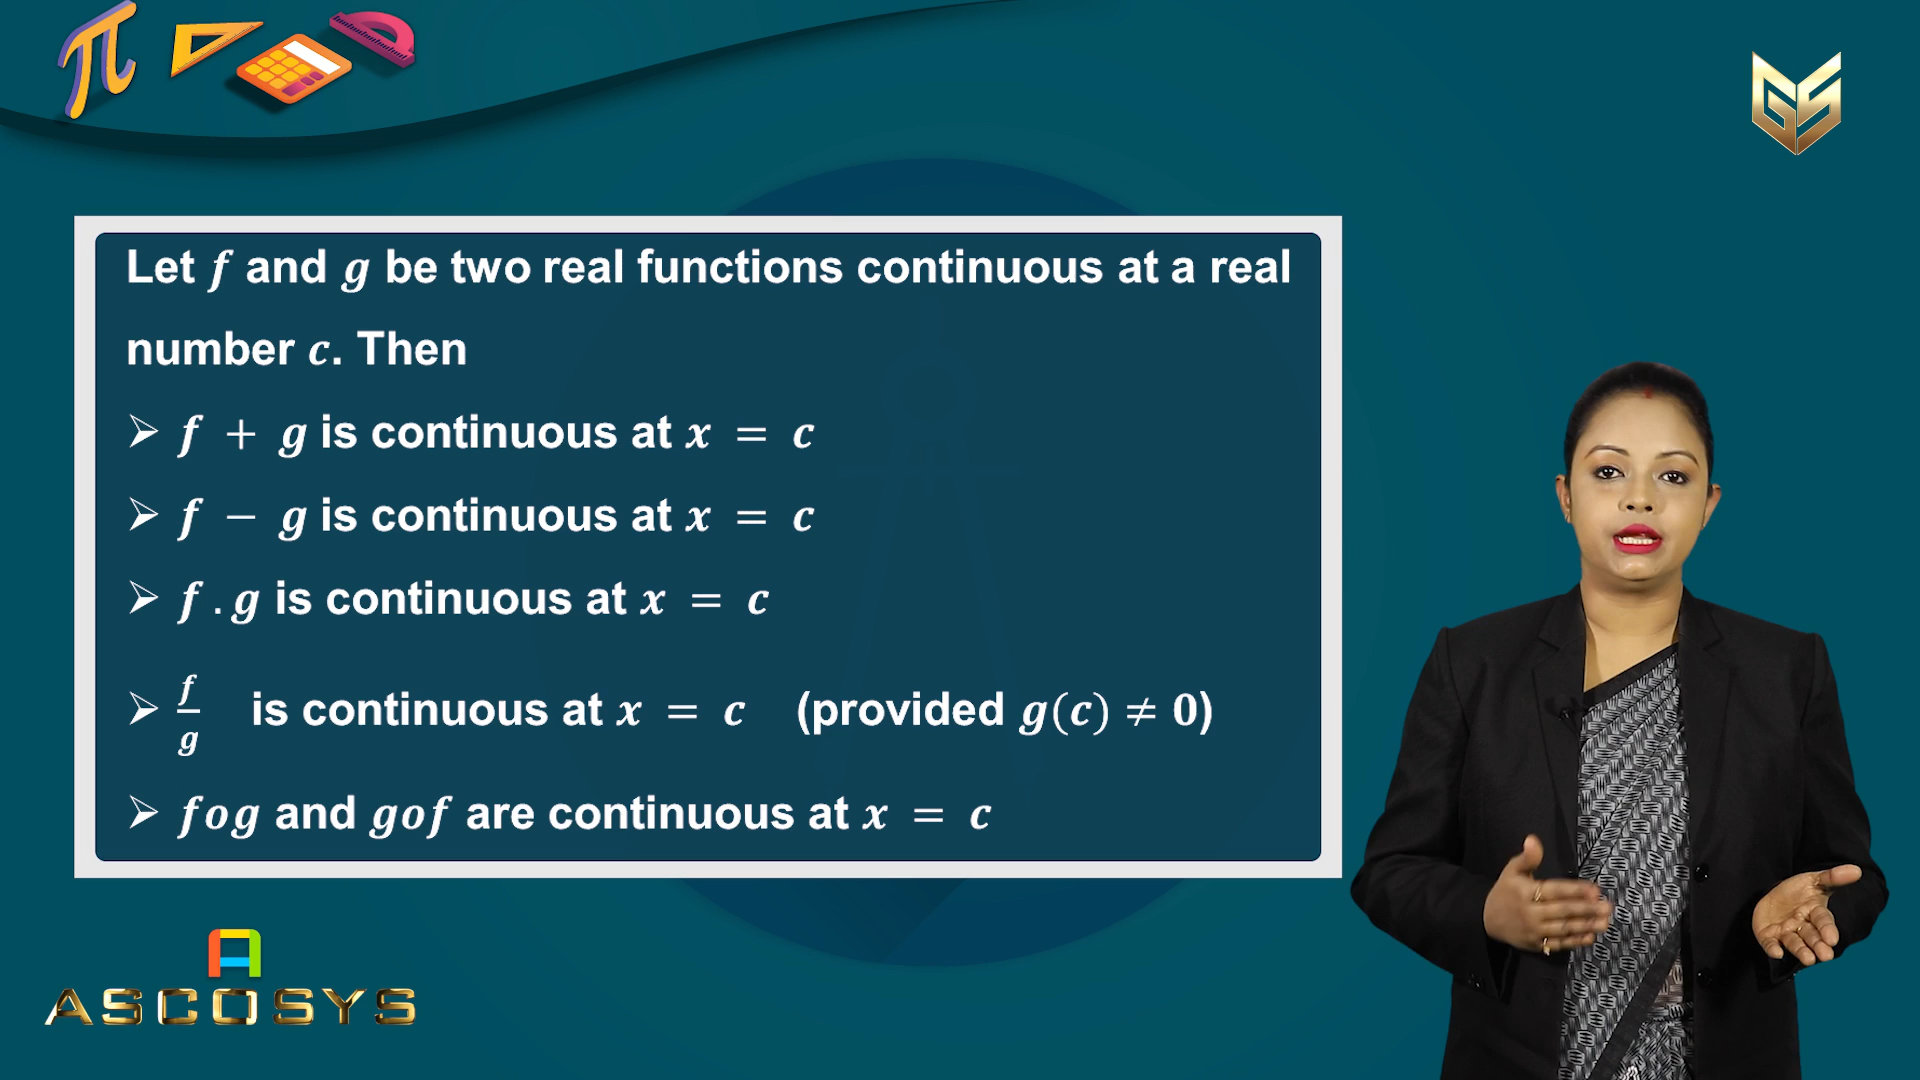 Let f and g be two real functions continuous at a real
number c. Then
➢ f + g is continuous at x = c
➢ f − g is continuous at x = c
➢ f . g is continuous at x = c
➢ f/g is continuous at x = c (provided g(c) ≠ 0)
➢ fog and gof are continuous at x = c
A
ASCOSYS
GS